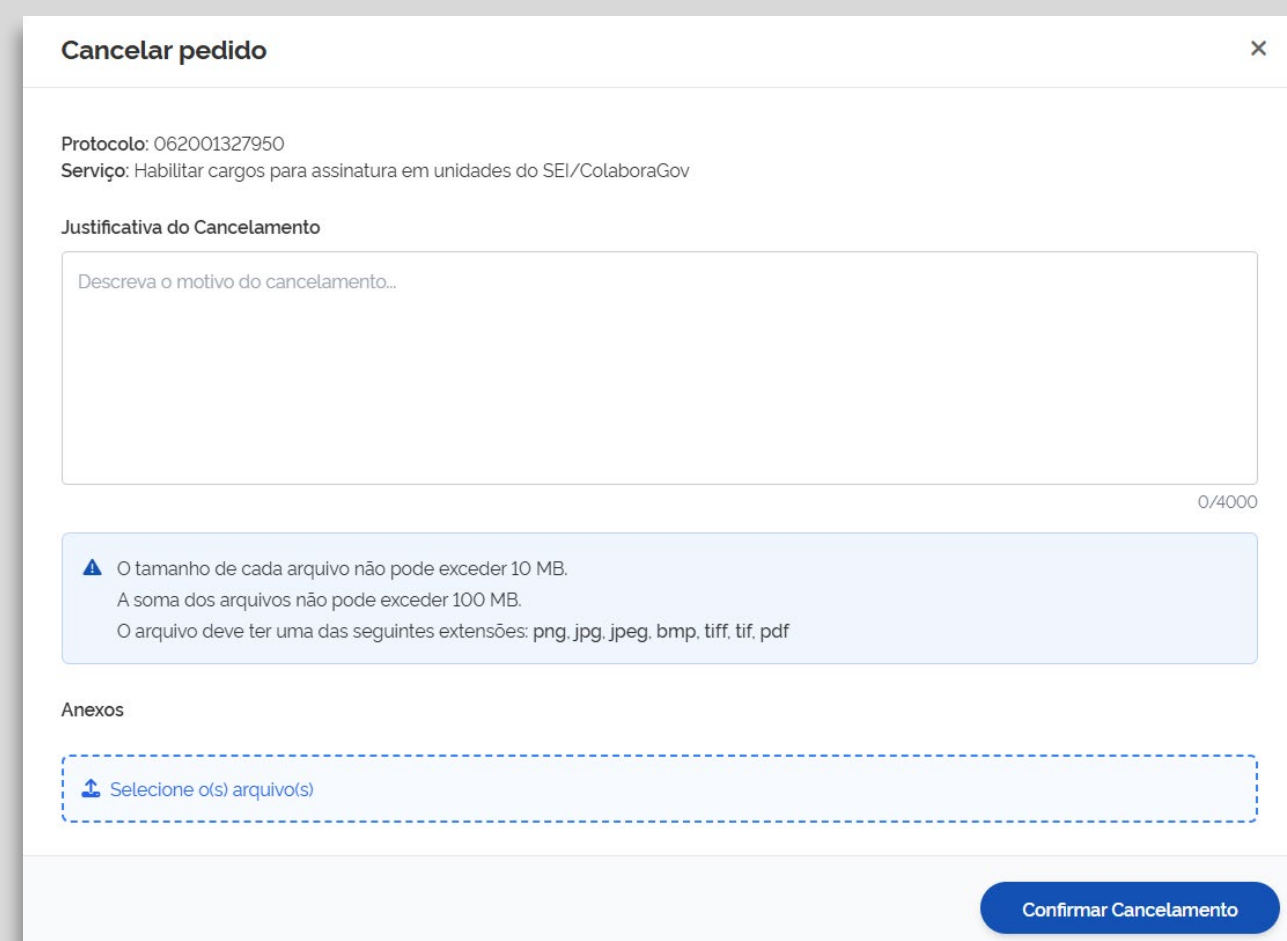 Cancelar pedido
Protocolo: 062001327950
Serviço: Habilitar cargos para assinatura em unidades do SEI/ColaboraGov
Justificativa do Cancelamento
Descreva o motivo do cancelamento...
0/4000
O tamanho de cada arquivo não pode exceder 10 MB.
A soma dos arquivos não pode exceder 100 MB.
O arquivo deve ter uma das seguintes extensões: png, jpg, jpeg, bmp, tiff, tif, pdf
Anexos
Selecione o(s) arquivo(s)
Confirmar Cancelamento